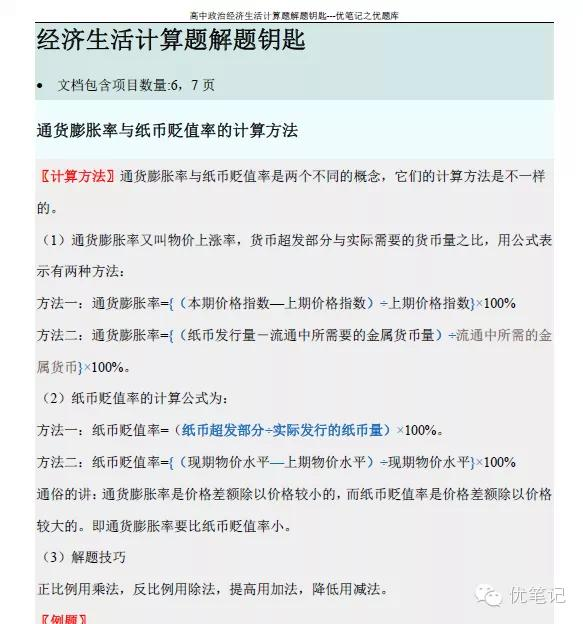 高中政治经济生活计算题解题钥匙---优笔记之优题库
经济生活计算题解题钥匙
• 文档包含项目数量:6，7 页
通货膨胀率与纸币贬值率的计算方法
〖计算方法〗通货膨胀率与纸币贬值率是两个不同的概念，它们的计算方法是不一样
的。
（1）通货膨胀率又叫物价上涨率，货币超发部分与实际需要的货币量之比，用公式表
示有两种方法：
方法一：通货膨胀率={（本期价格指数—上期价格指数）÷上期价格指数}×100%
方法二：通货膨胀率={（纸币发行量－流通中所需要的金属货币量）÷流通中所需的金
属货币}×100%。
（2）纸币贬值率的计算公式为：
方法一：纸币贬值率=（纸币超发部分÷实际发行的纸币量）×100%。
方法二：纸币贬值率={（现期物价水平—上期物价水平）÷现期物价水平}×100%
通俗的讲：通货膨胀率是价格差额除以价格较小的，而纸币贬值率是价格差额除以价格
较大的。即通货膨胀率要比纸币贬值率小。
（3）解题技巧
正比例用乘法，反比例用除法，提高用加法，降低用减法。
〖例题〗
优笔记